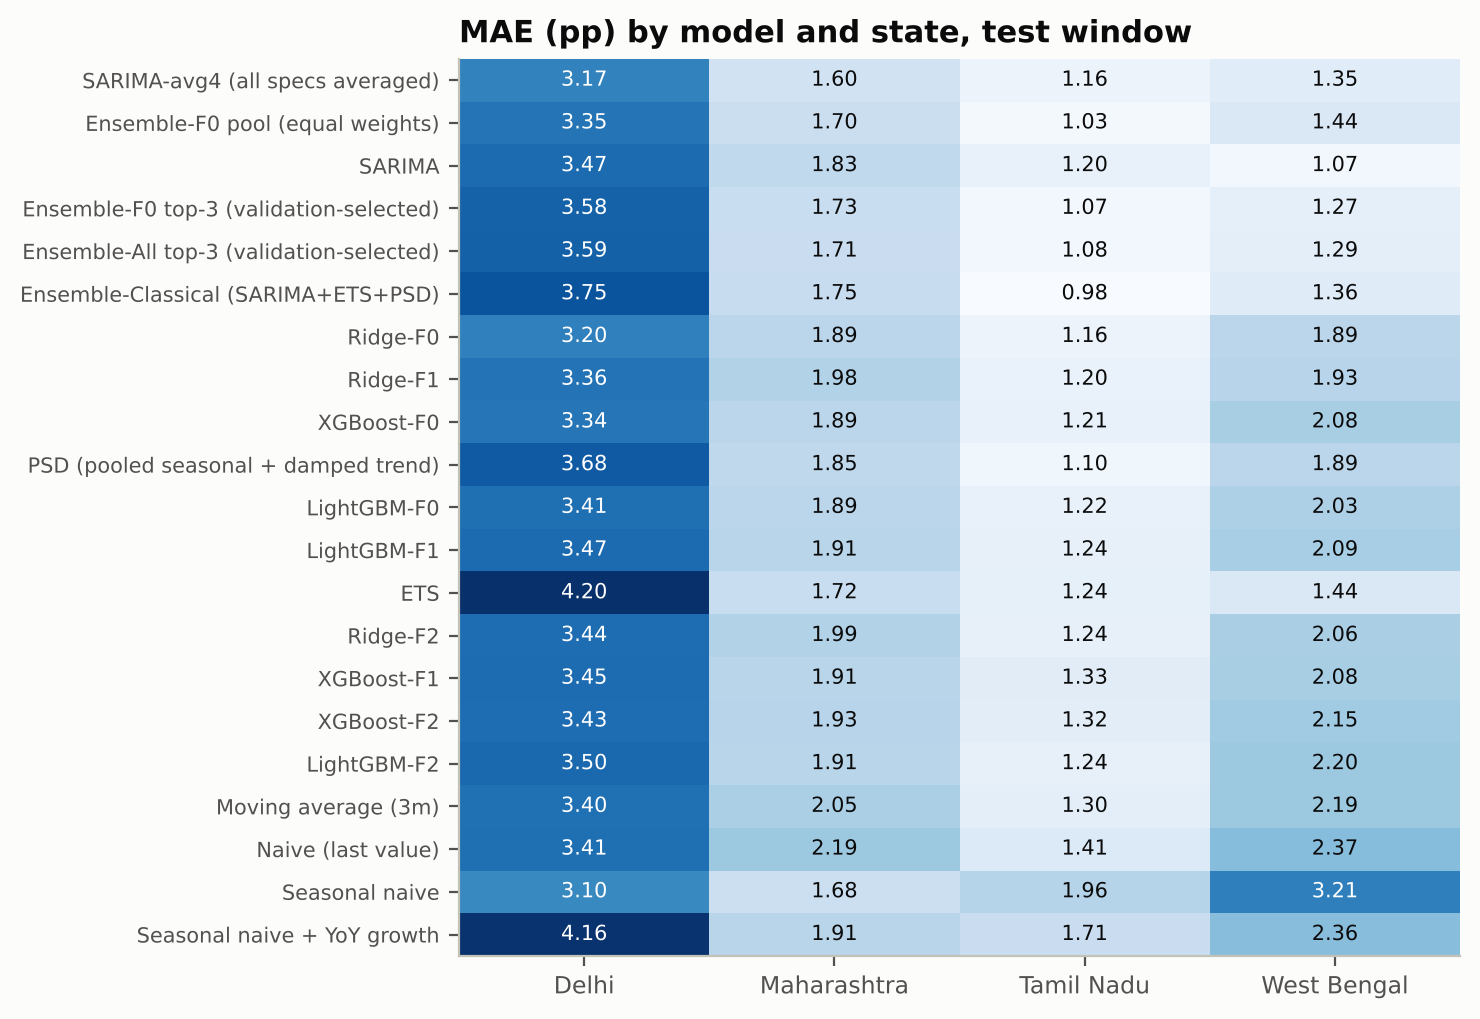 MAE (pp) by model and state, test window
SARIMA-avg4 (all specs averaged) 3.17 1.60 1.16 1.35
Ensemble-F0 pool (equal weights) 3.35 1.70 1.03 1.44
SARIMA 3.47 1.83 1.20 1.07
Ensemble-F0 top-3 (validation-selected) 3.58 1.73 1.07 1.27
Ensemble-All top-3 (validation-selected) 3.59 1.71 1.08 1.29
Ensemble-Classical (SARIMA+ETS+PSD) 3.75 1.75 0.98 1.36
Ridge-F0 3.20 1.89 1.16 1.89
Ridge-F1 3.36 1.98 1.20 1.93
XGBoost-F0 3.34 1.89 1.21 2.08
PSD (pooled seasonal + damped trend) 3.68 1.85 1.10 1.89
LightGBM-F0 3.41 1.89 1.22 2.03
LightGBM-F1 3.47 1.91 1.24 2.09
ETS 4.20 1.72 1.24 1.44
Ridge-F2 3.44 1.99 1.24 2.06
XGBoost-F1 3.45 1.91 1.33 2.08
XGBoost-F2 3.43 1.93 1.32 2.15
LightGBM-F2 3.50 1.91 1.24 2.20
Moving average (3m) 3.40 2.05 1.30 2.19
Naive (last value) 3.41 2.19 1.41 2.37
Seasonal naive 3.10 1.68 1.96 3.21
Seasonal naive + YoY growth 4.16 1.91 1.71 2.36
Delhi Maharashtra Tamil Nadu West Bengal